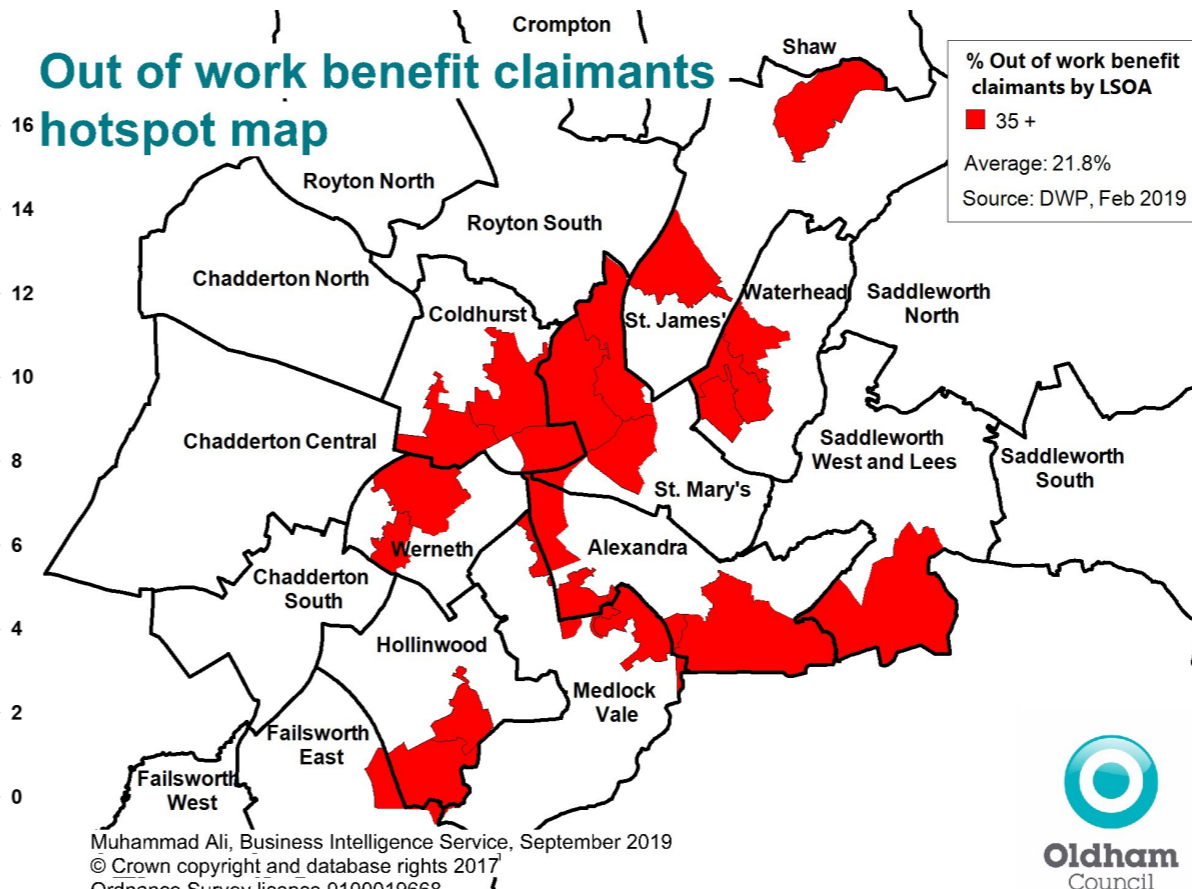 Out of work benefit claimants
hotspot map
Crompton
Shaw
% Out of work benefit
claimants by LSOA
35 +
Average: 21.8%
Source: DWP, Feb 2019
16
14
12
10
8
6
4
2
0
Royton North
Royton South
Chadderton North
Coldhurst
St. James'
Waterhead
Saddleworth
North
Chadderton Central
Saddleworth
West and Lees
Saddleworth
South
St. Mary's
Werneth
Alexandra
Chadderton
South
Hollinwood
Medlock
Vale
Failsworth
East
Failsworth
West
Muhammad Ali, Business Intelligence Service, September 2019
© Crown copyright and database rights 2017
Ordnance Survey licence 0100019668
Oldham
Council